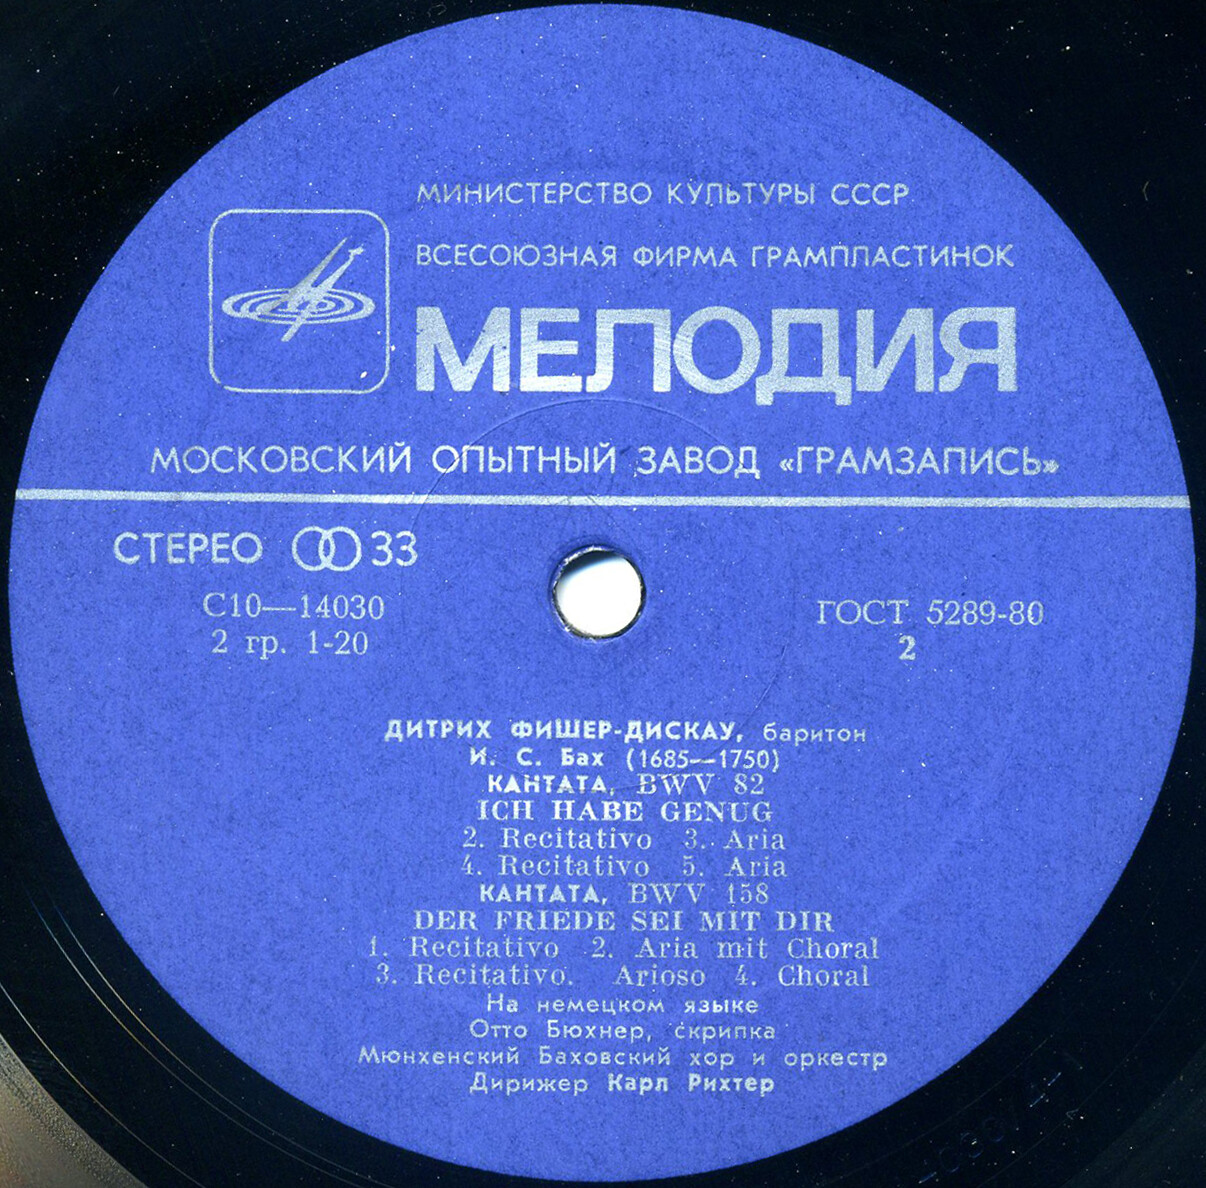 МИНИСТЕРСТВО КУЛЬТУРЫ СССР
ВСЕСОЮЗНАЯ ФИРМА ГРАМПЛАСТИНОК
МЕЛОДИЯ
МОСКОВСКИЙ ОПЫТНЫЙ ЗАВОД «ГРАМЗАПИСЬ»
СТЕРЕО 33
С10—14030
2 гр. 1-20
ГОСТ 5289-80
2
ДИТРИХ ФИШЕР-ДИСКАУ, баритон
И. С. Бах (1685—1750)
КАНТАТА, BWV 82
ICH HABE GENUG
2. Recitativo 3. Aria
4. Recitativo 5. Aria
КАНТАТА, BWV 158
DER FRIEDE SEI MIT DIR
1. Recitativo 2. Aria mit Choral
3. Recitativo. Arioso 4. Choral
На немецком языке
Отто Бюхнер, скрипка
Мюнхенский Баховский хор и оркестр
Дирижер Карл Рихтер